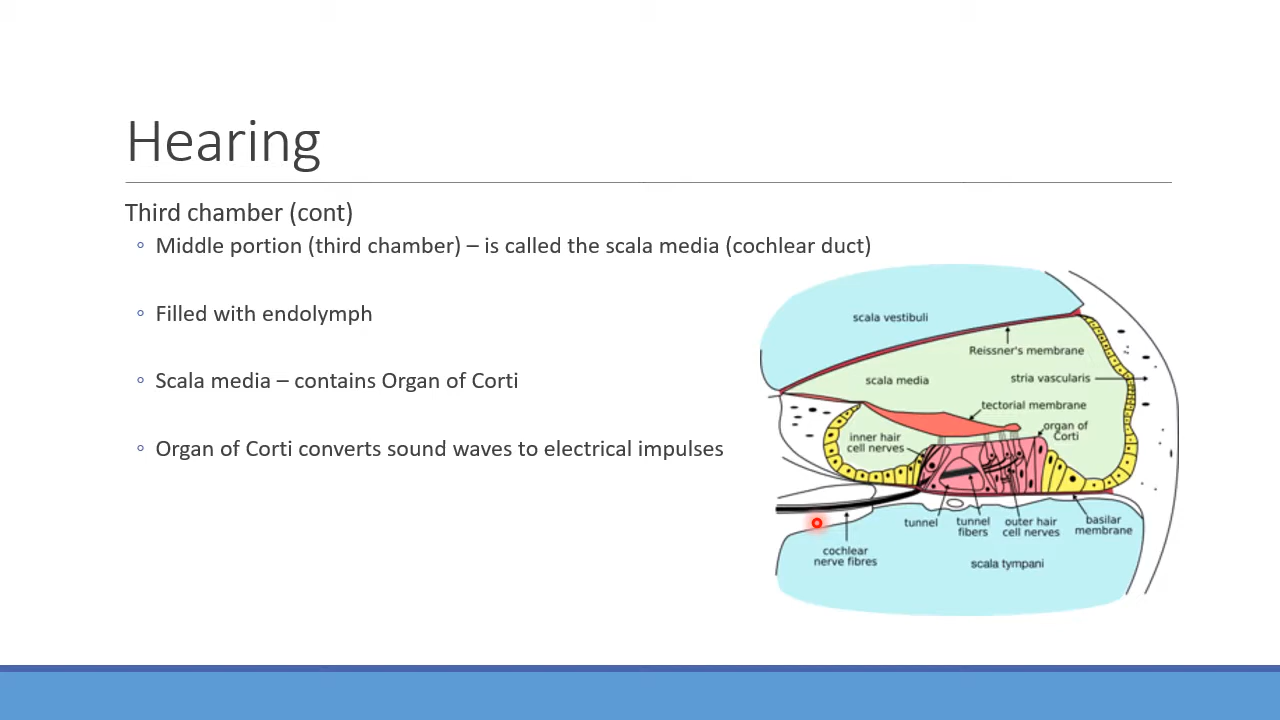 Hearing
Third chamber (cont)
◦ Middle portion (third chamber) – is called the scala media (cochlear duct)
◦ Filled with endolymph
◦ Scala media – contains Organ of Corti
◦ Organ of Corti converts sound waves to electrical impulses
scala vestibuli
Reissner's membrane
scala media
stria vascularis
tectorial membrane
organ of
Corti
inner hair
cell nerves
tunnel
tunnel
fibers
outer hair
cell nerves
basilar
membrane
cochlear
nerve fibres
scala tympani